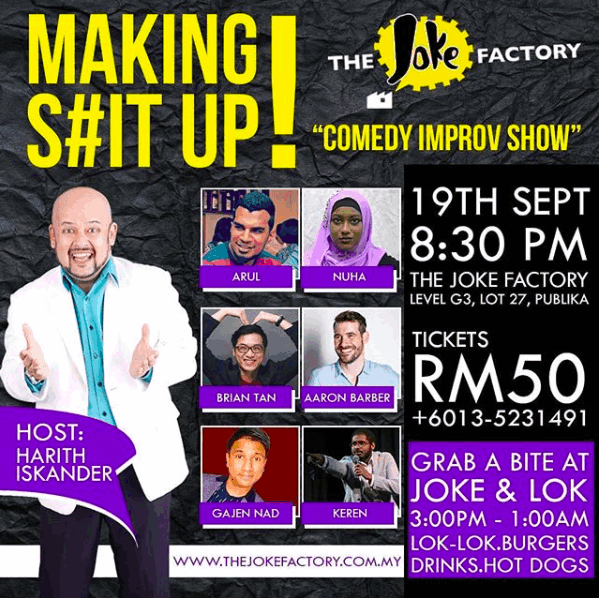 MAKING
S#IT UP!
THE Joke FACTORY
"COMEDY IMPROV SHOW"
HOST:
HARITH
ISKANDER
ARUL
NUHA
BRIAN TAN
AARON BARBER
GAJEN NAD
KEREN
19TH SEPT
8:30 PM
THE JOKE FACTORY
LEVEL G3, LOT 27, PUBLIKA
TICKETS
RM50
+6013-5231491
GRAB A BITE AT
JOKE & LOK
3:00PM - 1:00AM
LOK-LOK.BURGERS
DRINKS.HOT DOGS
WWW.THEJOKEFACTORY.COM.MY